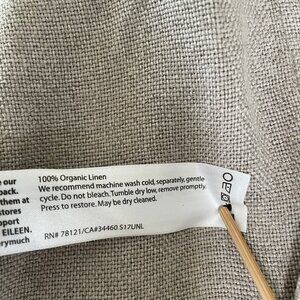 e our
back.
them at
stores
pport
EILEEN.
erymuch
100% Organic Linen
We recommend machine wash cold, separately, gentle
cycle. Do not bleach. Tumble dry low, remove promptly.
Press to restore. May be dry cleaned.
RN# 78121/CA#34460 S17UNL